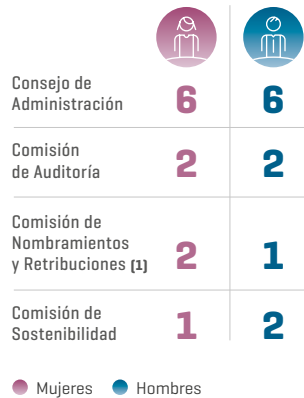 Consejo de
Administración
6
6
Comisión
de Auditoría
2
2
Comisión de
Nombramientos
y Retribuciones (1)
2
1
Comisión de
Sostenibilidad
1
2
Mujeres
Hombres